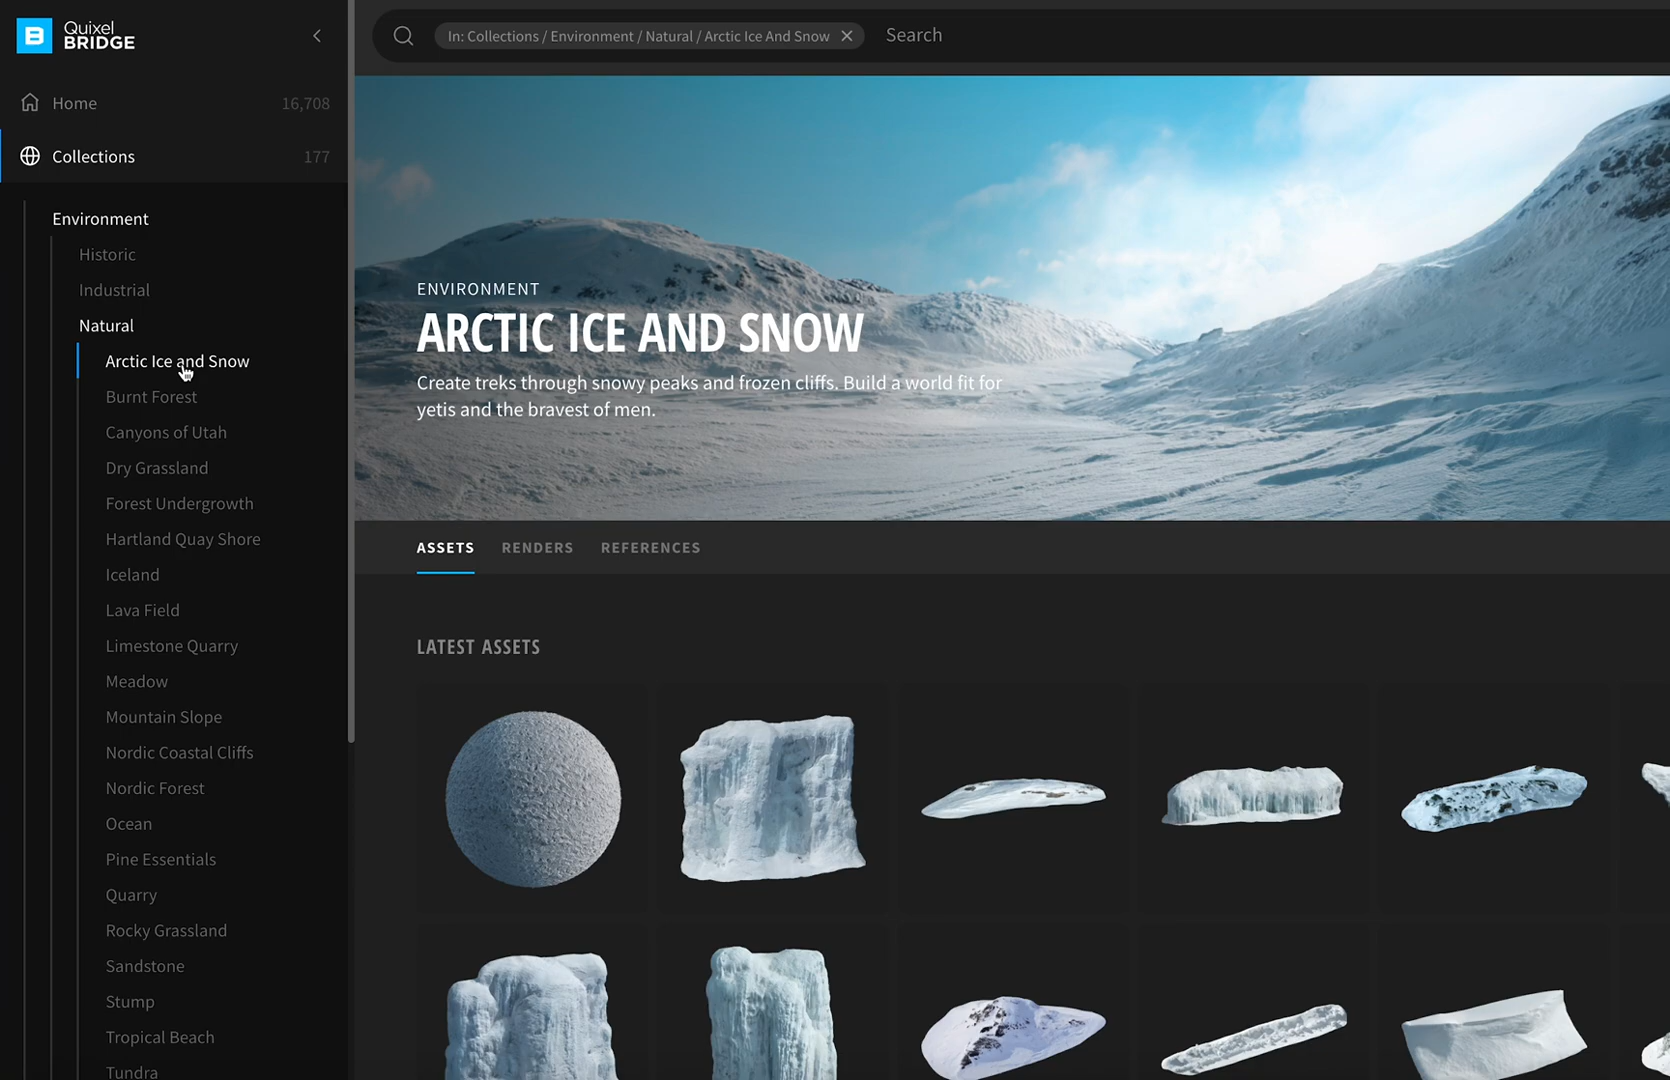 B
Quixel
BRIDGE
Home 16,708
Collections 177
Environment
Historic
Industrial
Natural
Arctic Ice and Snow
Burnt Forest
Canyons of Utah
Dry Grassland
Forest Undergrowth
Hartland Quay Shore
Iceland
Lava Field
Limestone Quarry
Meadow
Mountain Slope
Nordic Coastal Cliffs
Nordic Forest
Ocean
Pine Essentials
Quarry
Rocky Grassland
Sandstone
Stump
Tropical Beach
Tundra
In: Collections / Environment / Natural / Arctic Ice And Snow
Search
ENVIRONMENT
ARCTIC ICE AND SNOW
Create treks through snowy peaks and frozen cliffs. Build a world fit for
yetis and the bravest of men.
ASSETS RENDERS REFERENCES
LATEST ASSETS